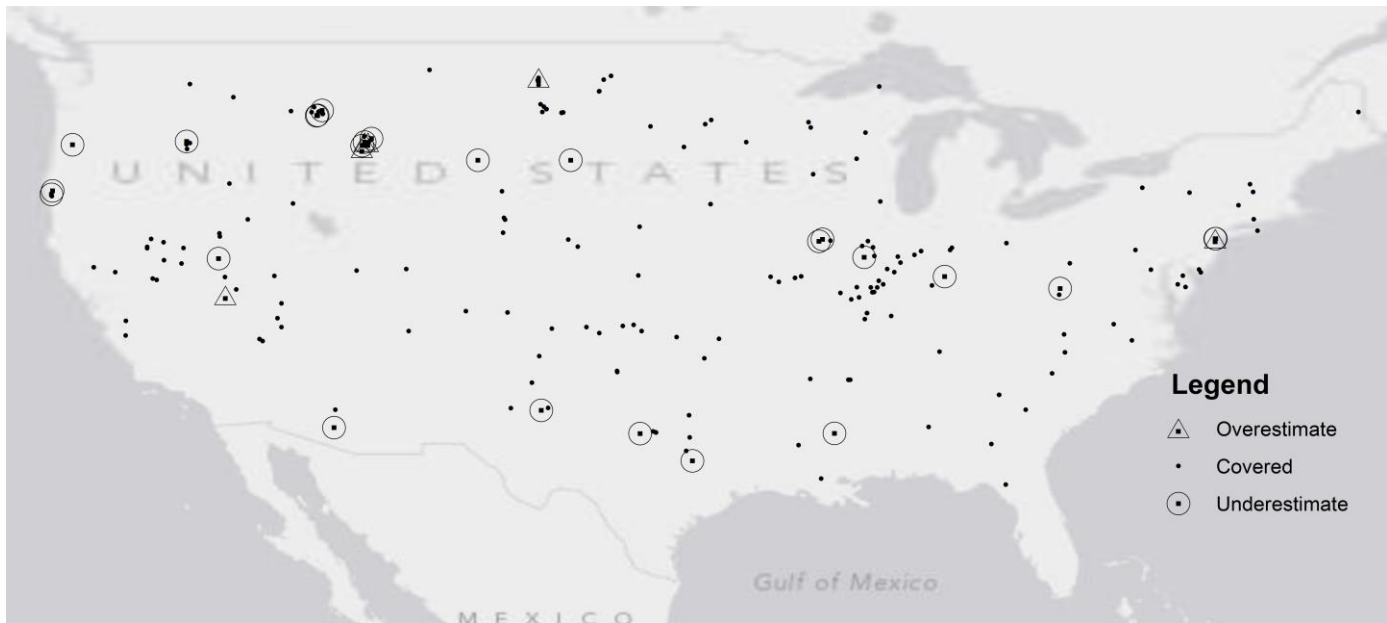 UNITED STATES
Legend
Overestimate
Covered
Underestimate
Gulf of Mexico
MEXICO